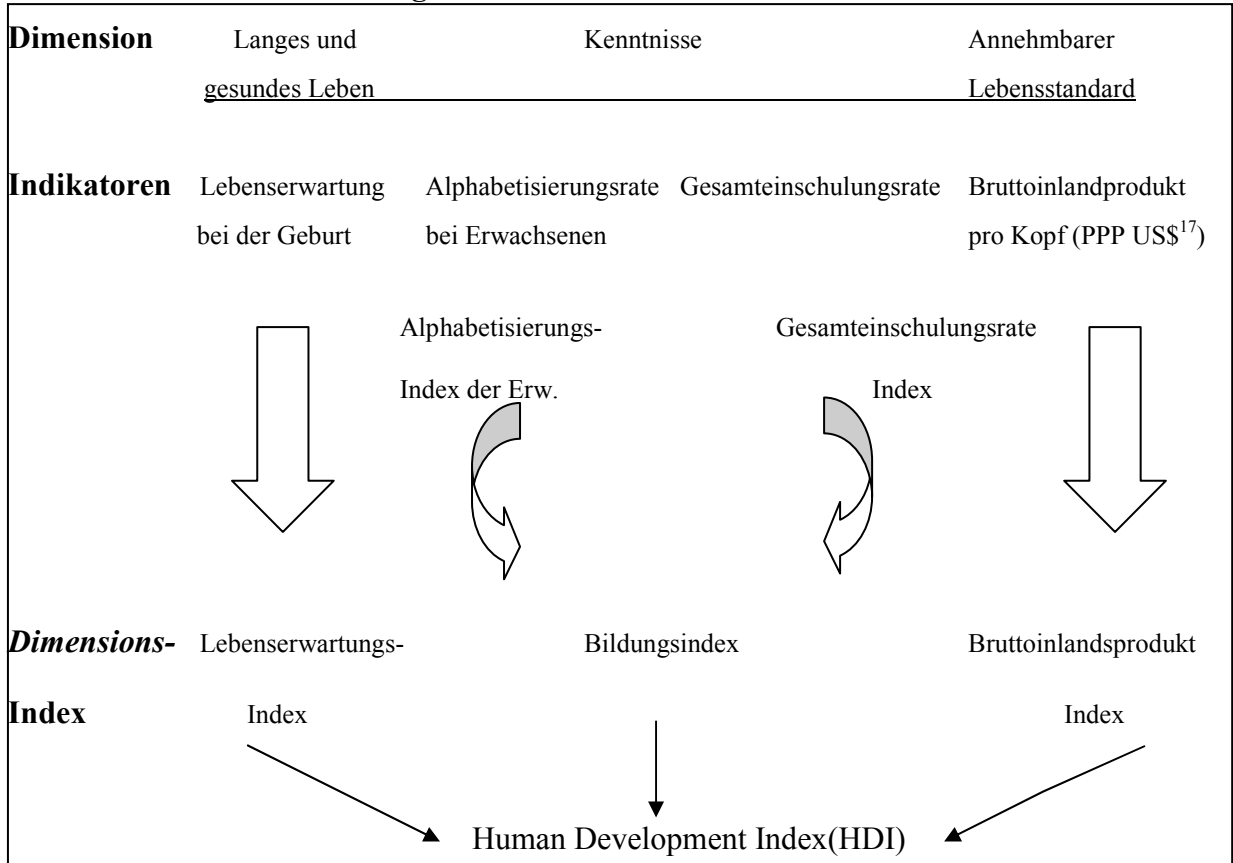 Dimension Langes und Kenntnisse Annehmbarer
gesundes Leben Lebensstandard
Indikatoren Lebenserwartung Alphabetisierungsrate Gesamteinschulungsrate Bruttoinlandprodukt
bei der Geburt bei Erwachsenen pro Kopf (PPP US$17)
Alphabetisierungs- Gesamteinschulungsrate
Index der Erw. Index
Dimensions- Lebenserwartungs- Bildungsindex Bruttoinlandsprodukt
Index Index Index
Human Development Index(HDI)